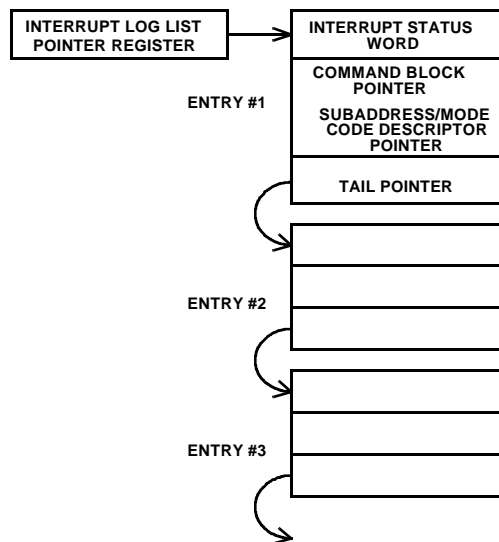 INTERRUPT LOG LIST
POINTER REGISTER
INTERRUPT STATUS
WORD
COMMAND BLOCK
POINTER
ENTRY #1
SUBADDRESS/MODE
CODE DESCRIPTOR
POINTER
TAIL POINTER
ENTRY #2
ENTRY #3